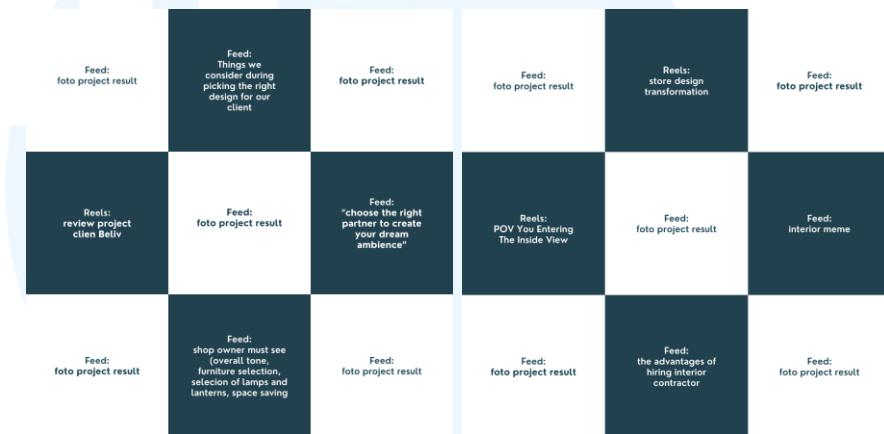 Feed:
foto project result
Feed:
Things we
consider during
picking the right
design for our
client
Feed:
foto project result
Reels:
review project
clien Beliv
Feed:
foto project result
Feed:
"choose the right
partner to create
your dream
ambience"
Feed:
foto project result
Feed:
shop owner must see
(overall tone,
furniture selection,
selecion of lamps and
lanterns, space saving
Feed:
foto project result
Feed:
foto project result
Reels:
store design
transformation
Feed:
foto project result
Reels:
POV You Entering
The Inside View
Feed:
foto project result
Feed:
interior meme
Feed:
foto project result
Feed:
the advantages of
hiring interior
contractor
Feed:
foto project result